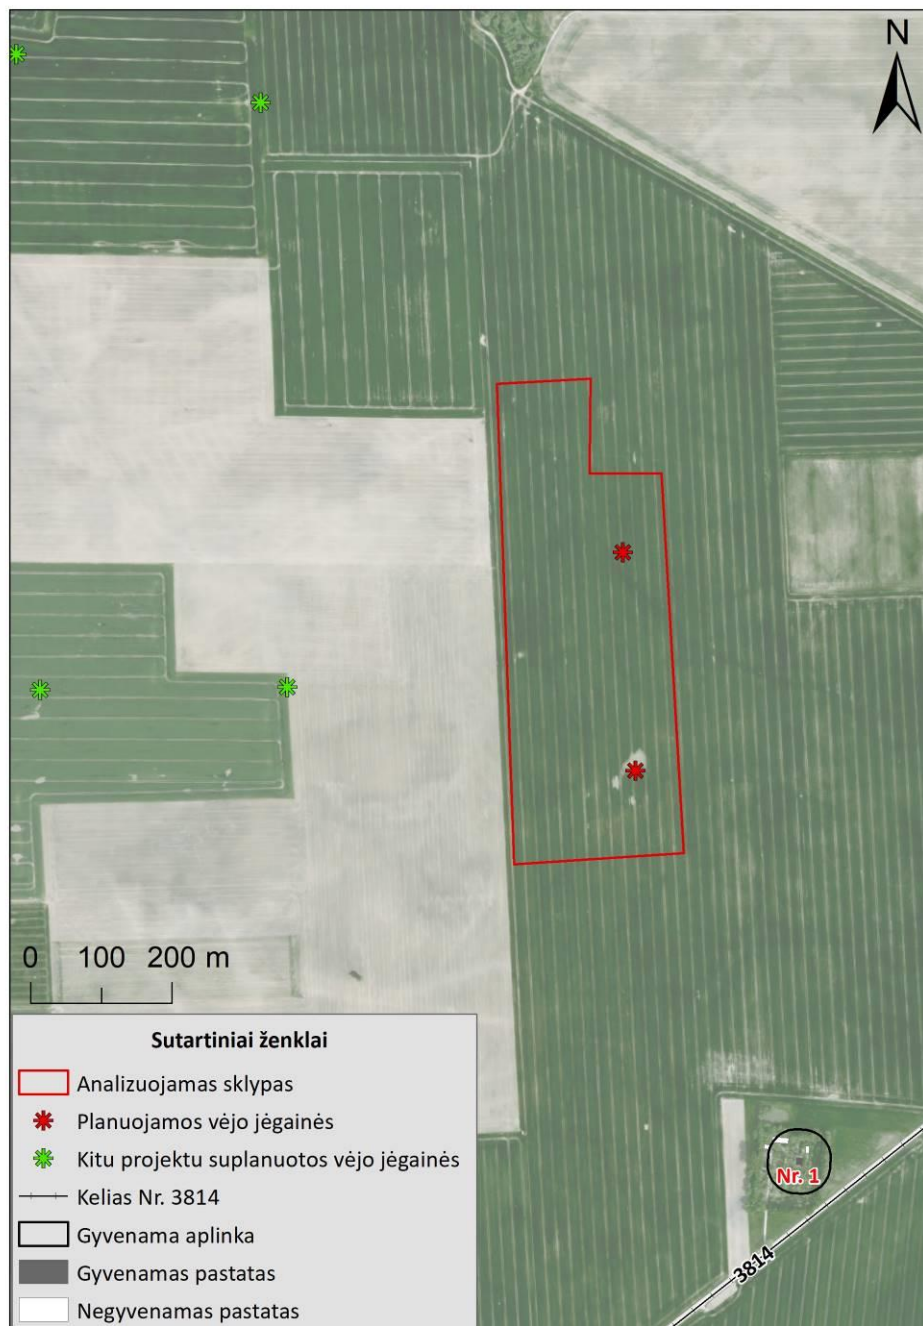 N
0 100 200 m
Sutartiniai ženklai
Analizuojamas sklypas
Planuojamos vėjo jėgainės
Kitu projektu suplanuotos vėjo jėgainės
Kelias Nr. 3814
Gyvenama aplinka
Gyvenamas pastatas
Negyvenamas pastatas
Nr. 1
3814